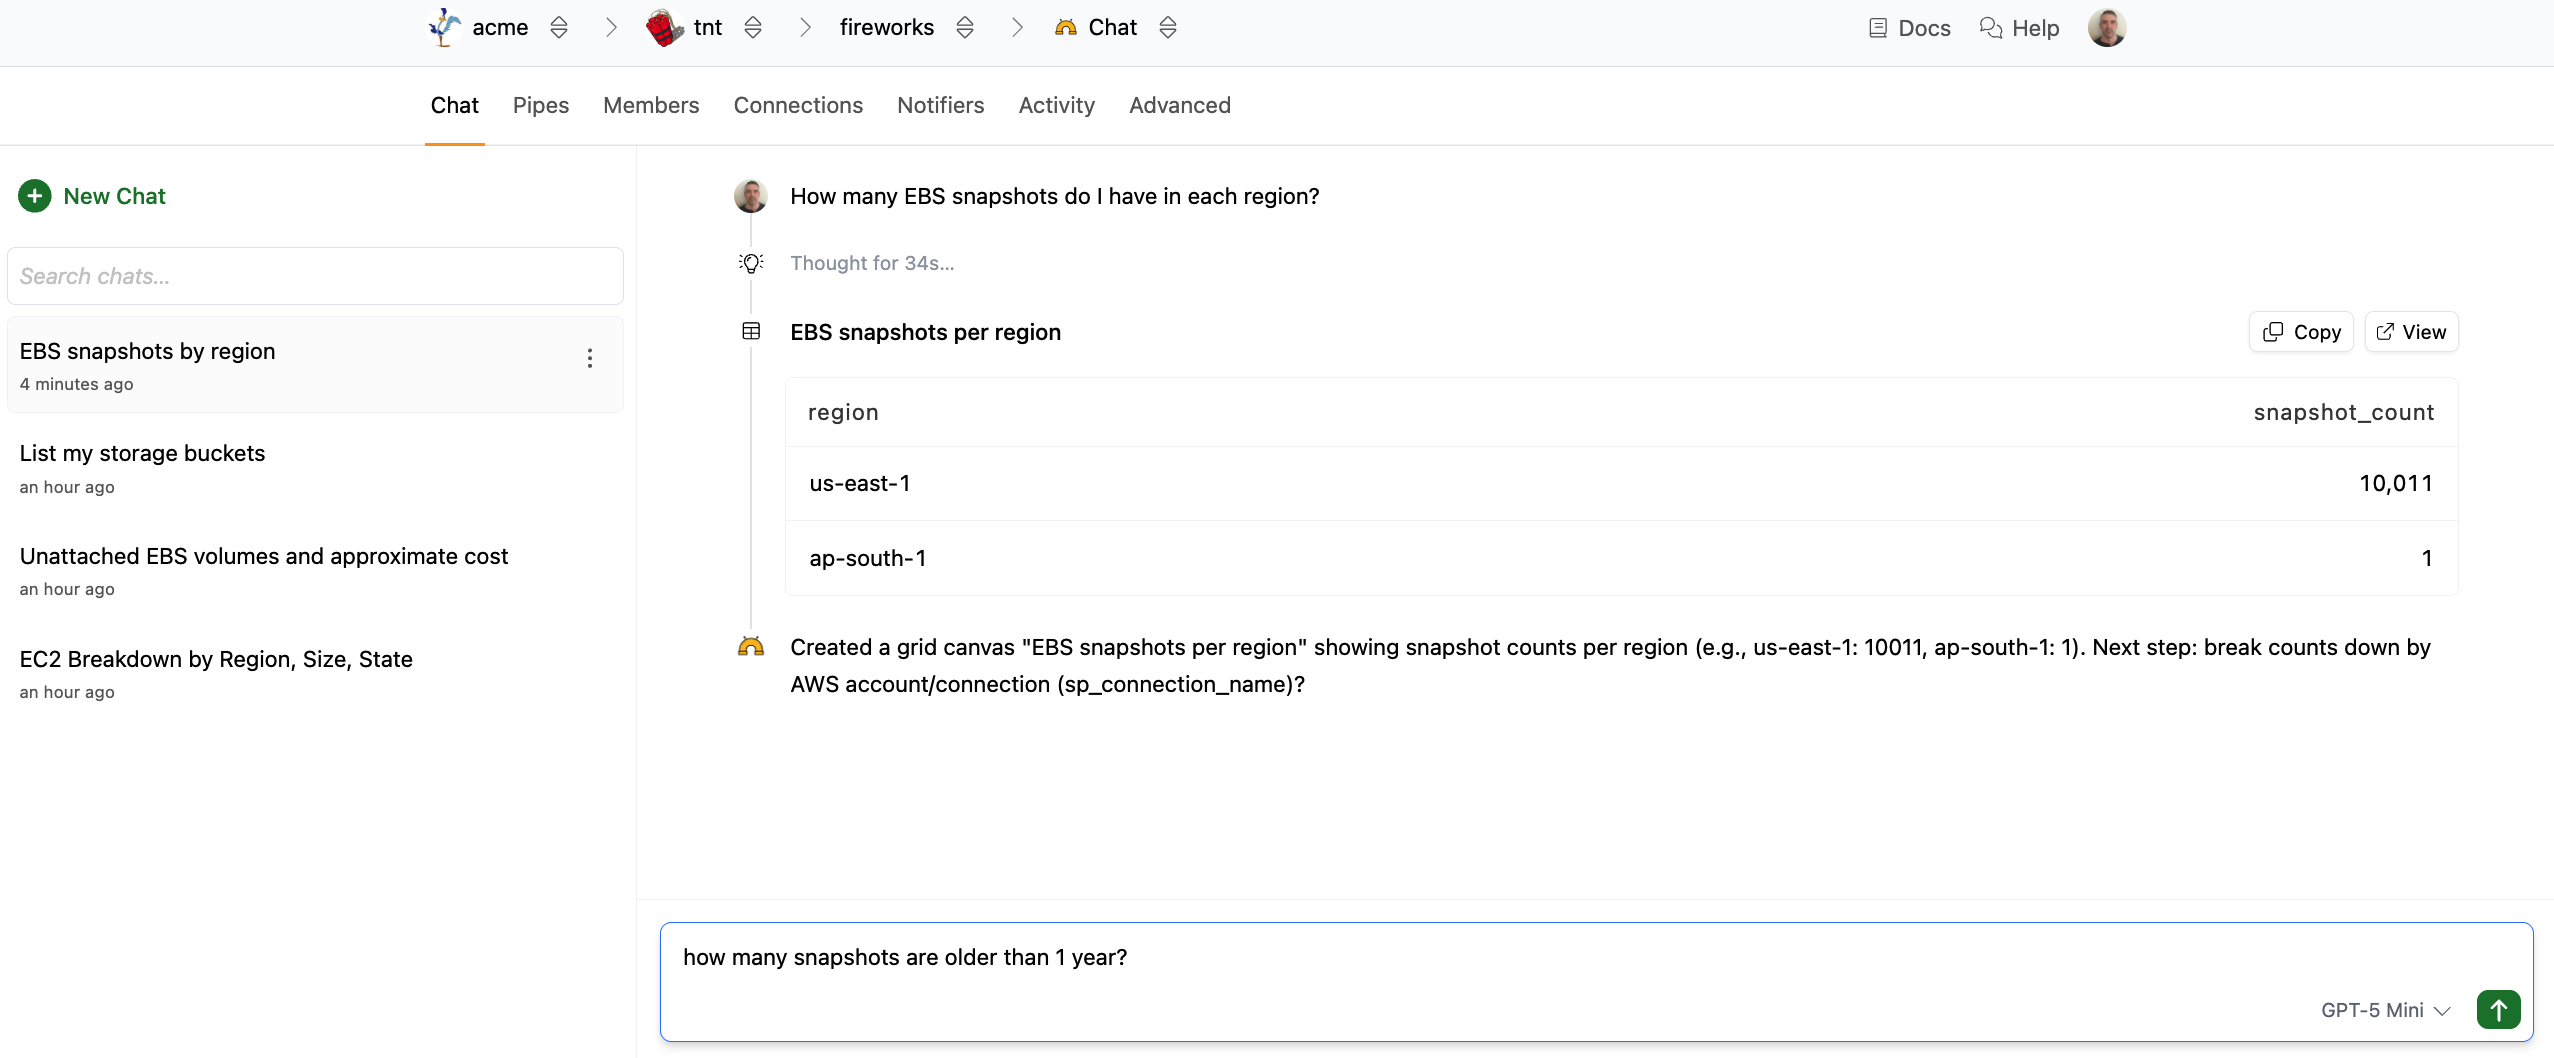 acme
tnt
fireworks
Chat
Docs
Help
Chat
Pipes
Members
Connections
Notifiers
Activity
Advanced
New Chat
Search chats...
EBS snapshots by region
4 minutes ago
List my storage buckets
an hour ago
Unattached EBS volumes and approximate cost
an hour ago
EC2 Breakdown by Region, Size, State
an hour ago
How many EBS snapshots do I have in each region?
Thought for 34s...
EBS snapshots per region
Copy
View
region snapshot_count
us-east-1 10,011
ap-south-1 1
Created a grid canvas "EBS snapshots per region" showing snapshot counts per region (e.g., us-east-1: 10011, ap-south-1: 1). Next step: break counts down by
AWS account/connection (sp_connection_name)?
how many snapshots are older than 1 year?
GPT-5 Mini